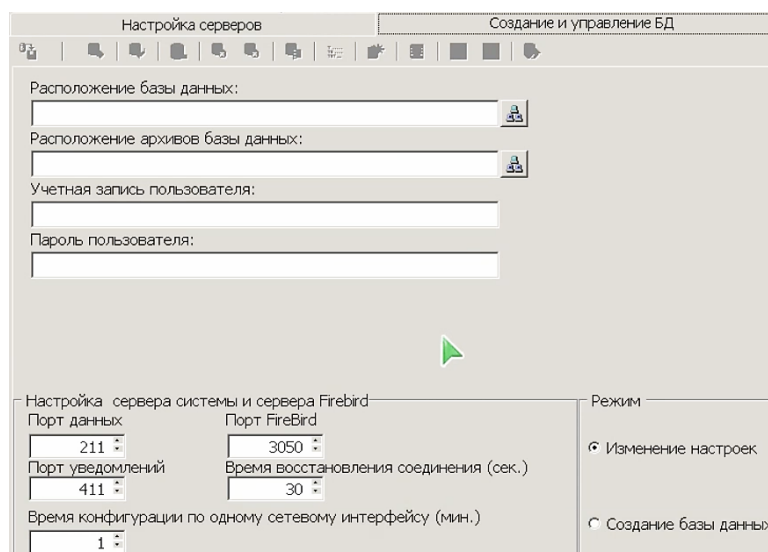 Настройка серверов
Создание и управление БД
Расположение базы данных:
Расположение архивов базы данных:
Учетная запись пользователя:
Пароль пользователя:
Настройка сервера системы и сервера Firebird
Режим
Порт данных
Порт FireBird
211
3050
Изменение настроек
Порт уведомлений
Время восстановления соединения (сек.)
411
30
Время конфигурации по одному сетевому интерфейсу (мин.)
Создание базы данных
1